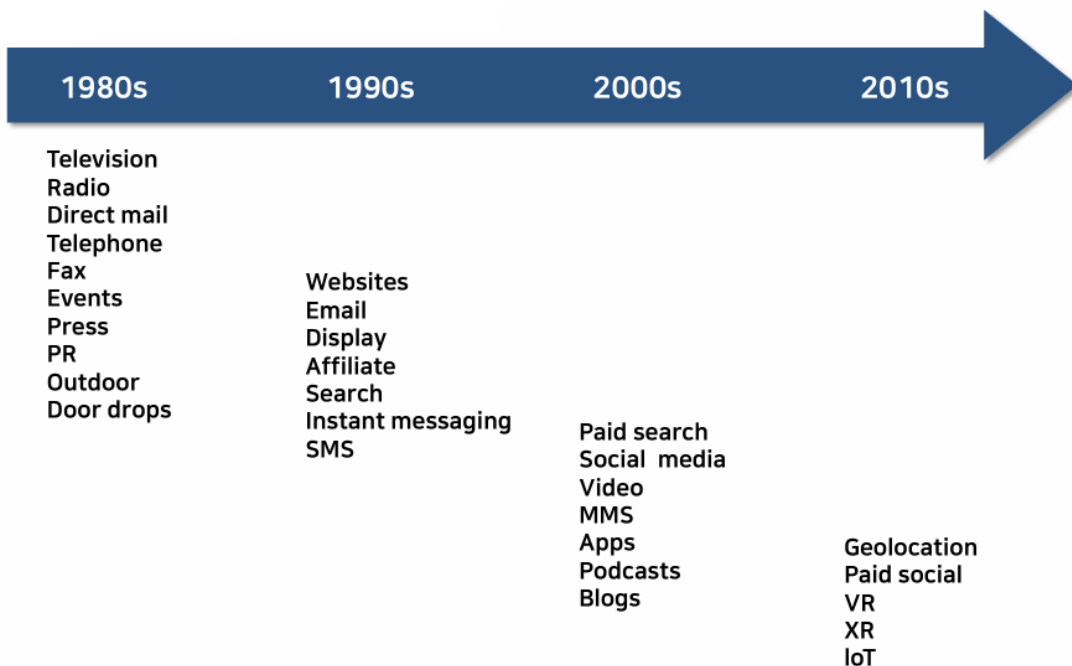 1980s
1990s
2000s
2010s
Television
Radio
Direct mail
Telephone
Fax
Events
Press
PR
Outdoor
Door drops
Websites
Email
Display
Affiliate
Search
Instant messaging
SMS
Paid search
Social media
Video
MMS
Apps
Podcasts
Blogs
Geolocation
Paid social
VR
XR
IoT